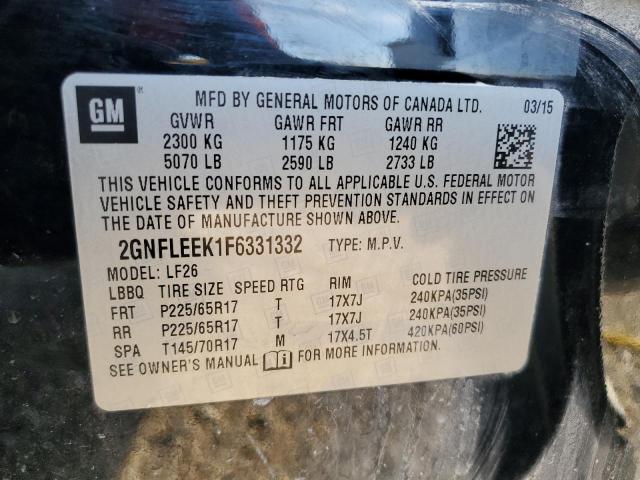 GM ® MFD BY GENERAL MOTORS OF CANADA LTD. 03/15
GVWR GAWR FRT GAWR RR
2300 KG 1175 KG 1240 KG
5070 LB 2590 LB 2733 LB
THIS VEHICLE CONFORMS TO ALL APPLICABLE U.S. FEDERAL MOTOR
VEHICLE SAFETY AND THEFT PREVENTION STANDARDS IN EFFECT ON
THE DATE OF MANUFACTURE SHOWN ABOVE.
2GNFLEEK1F6331332 TYPE: M.P.V.
MODEL: LF26
LBBQ TIRE SIZE SPEED RTG RIM COLD TIRE PRESSURE
FRT P225/65R17 T 17X7J 240KPA(35PSI)
RR P225/65R17 T 17X7J 240KPA(35PSI)
SPA T145/70R17 M 17X4.5T 420KPA(60PSI)
SEE OWNER'S MANUAL FOR MORE INFORMATION.